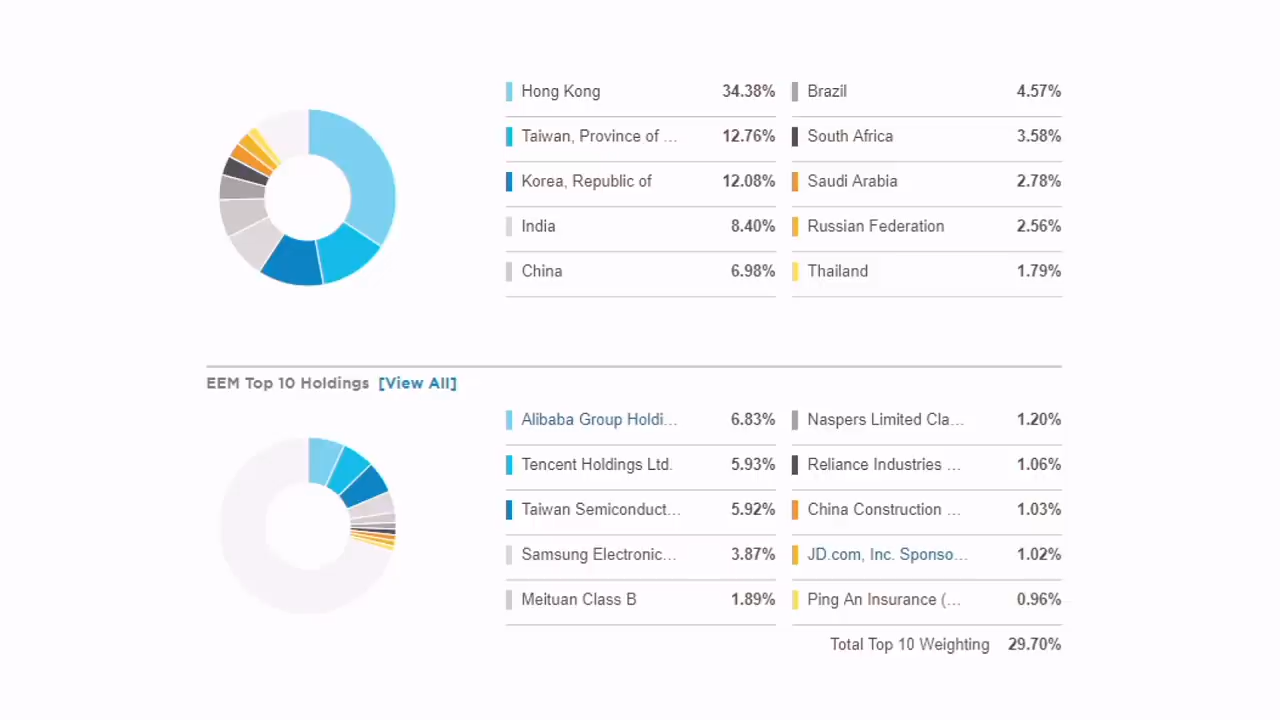 Hong Kong 34.38% Brazil 4.57%
Taiwan, Province of ... 12.76% South Africa 3.58%
Korea, Republic of 12.08% Saudi Arabia 2.78%
India 8.40% Russian Federation 2.56%
China 6.98% Thailand 1.79%
EEM Top 10 Holdings [View All]
Alibaba Group Holdi... 6.83% Naspers Limited Cla... 1.20%
Tencent Holdings Ltd. 5.93% Reliance Industries ... 1.06%
Taiwan Semiconduct... 5.92% China Construction ... 1.03%
Samsung Electronic... 3.87% JD.com, Inc. Sponso... 1.02%
Meituan Class B 1.89% Ping An Insurance (... 0.96%
Total Top 10 Weighting 29.70%